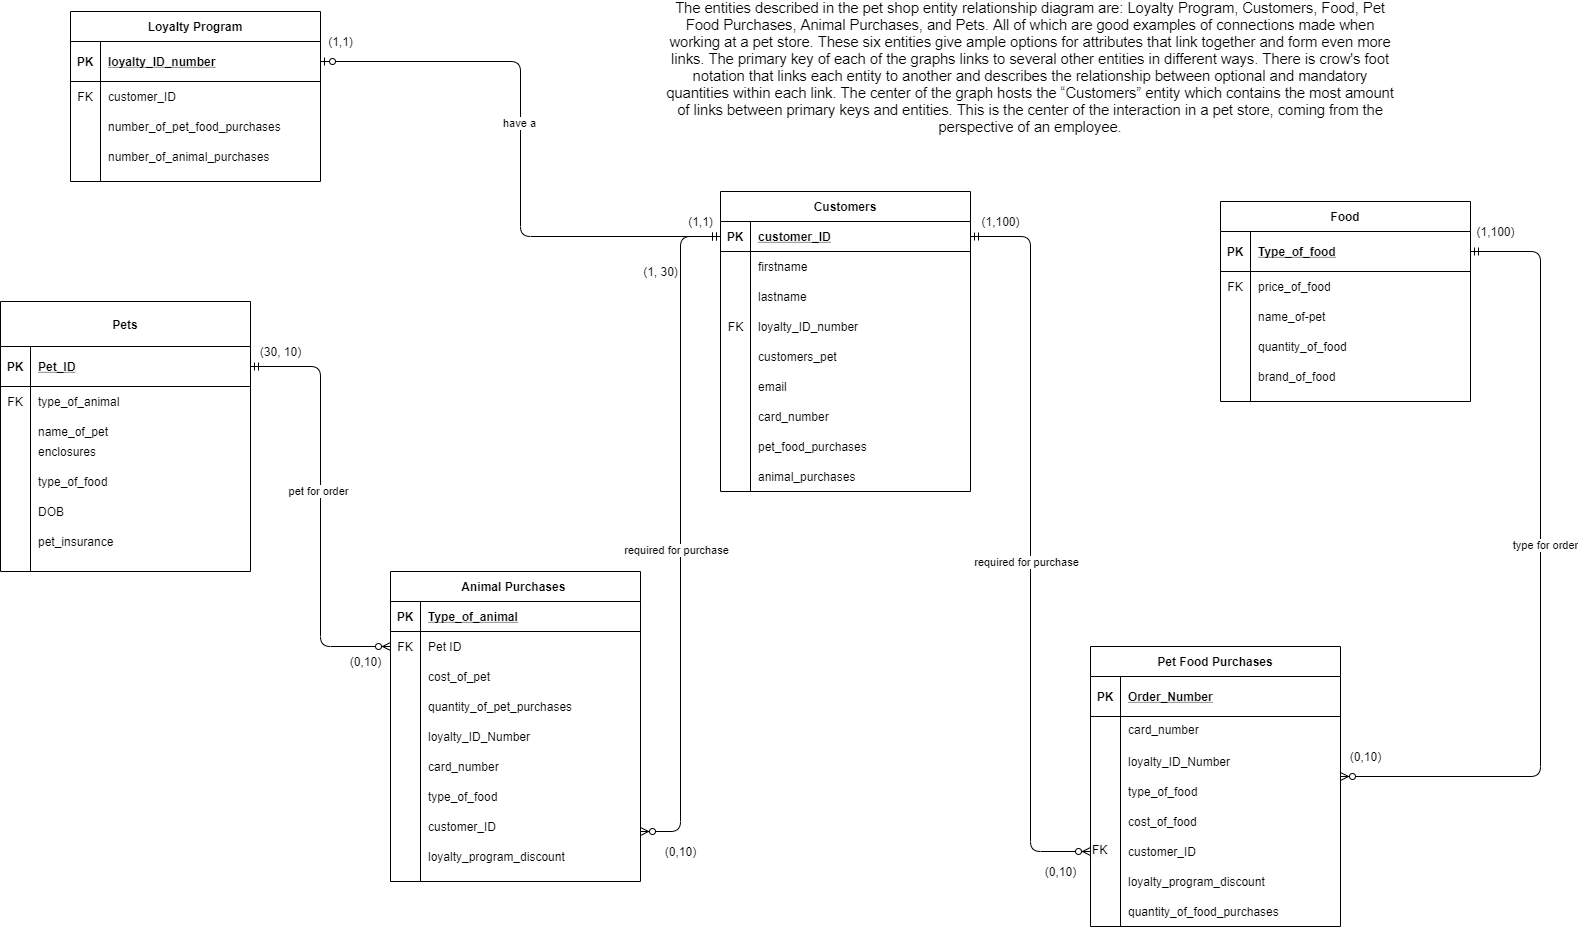 The entities described in the pet shop entity relationship diagram are: Loyalty Program, Customers, Food, Pet
Food Purchases, Animal Purchases, and Pets. All of which are good examples of connections made when
working at a pet store. These six entities give ample options for attributes that link together and form even more
links. The primary key of each of the graphs links to several other entities in different ways. There is crow's foot
notation that links each entity to another and describes the relationship between optional and mandatory
quantities within each link. The center of the graph hosts the “Customers” entity which contains the most amount
of links between primary keys and entities. This is the center of the interaction in a pet store, coming from the
perspective of an employee.
Loyalty Program
PK loyalty_ID_number
FK customer_ID
number_of_pet_food_purchases
number_of_animal_purchases
(1,1)
have a
(1,1)
(1, 30)
Customers
PK customer_ID
firstname
lastname
FK loyalty_ID_number
customers_pet
email
card_number
pet_food_purchases
animal_purchases
(1,100)
Food
PK Type_of_food
FK price_of_food
name_of-pet
quantity_of_food
brand_of_food
(1,100)
Pets
PK Pet_ID
FK type_of_animal
name_of_pet
enclosures
type_of_food
DOB
pet_insurance
(30, 10)
pet for order
(0,10)
required for purchase
required for purchase
type for order
Animal Purchases
PK Type_of_animal
FK Pet ID
cost_of_pet
quantity_of_pet_purchases
loyalty_ID_Number
card_number
type_of_food
customer_ID
loyalty_program_discount
(0,10)
Pet Food Purchases
PK Order_Number
card_number
loyalty_ID_Number
type_of_food
cost_of_food
FK customer_ID
loyalty_program_discount
quantity_of_food_purchases
(0,10)
(0,10)